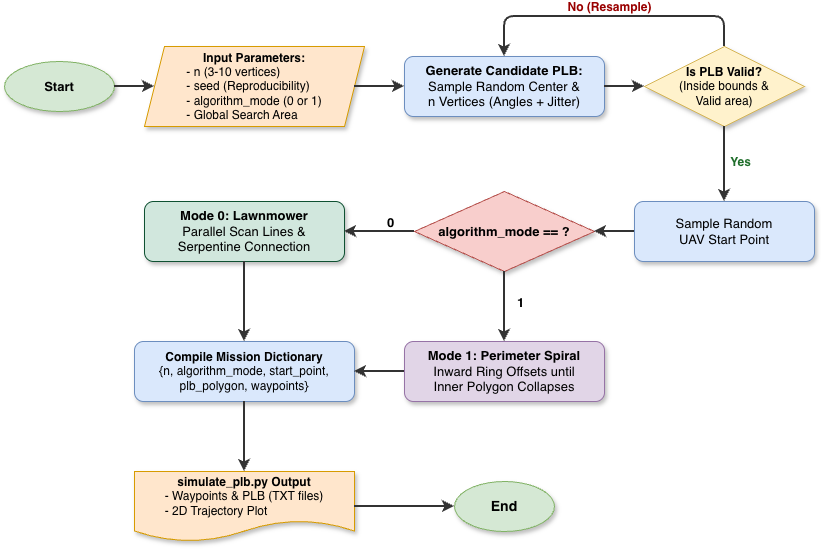 No (Resample)
Start
Input Parameters:
- n (3-10 vertices)
- seed (Reproducibility)
- algorithm_mode (0 or 1)
- Global Search Area
Generate Candidate PLB:
Sample Random Center &
n Vertices (Angles + Jitter)
Is PLB Valid?
(Inside bounds &
Valid area)
Yes
Sample Random
UAV Start Point
algorithm_mode == ?
0
Mode 0: Lawnmower
Parallel Scan Lines &
Serpentine Connection
1
Mode 1: Perimeter Spiral
Inward Ring Offsets until
Inner Polygon Collapses
Compile Mission Dictionary
{n, algorithm_mode, start_point,
plb_polygon, waypoints}
simulate_plb.py Output
- Waypoints & PLB (TXT files)
- 2D Trajectory Plot
End